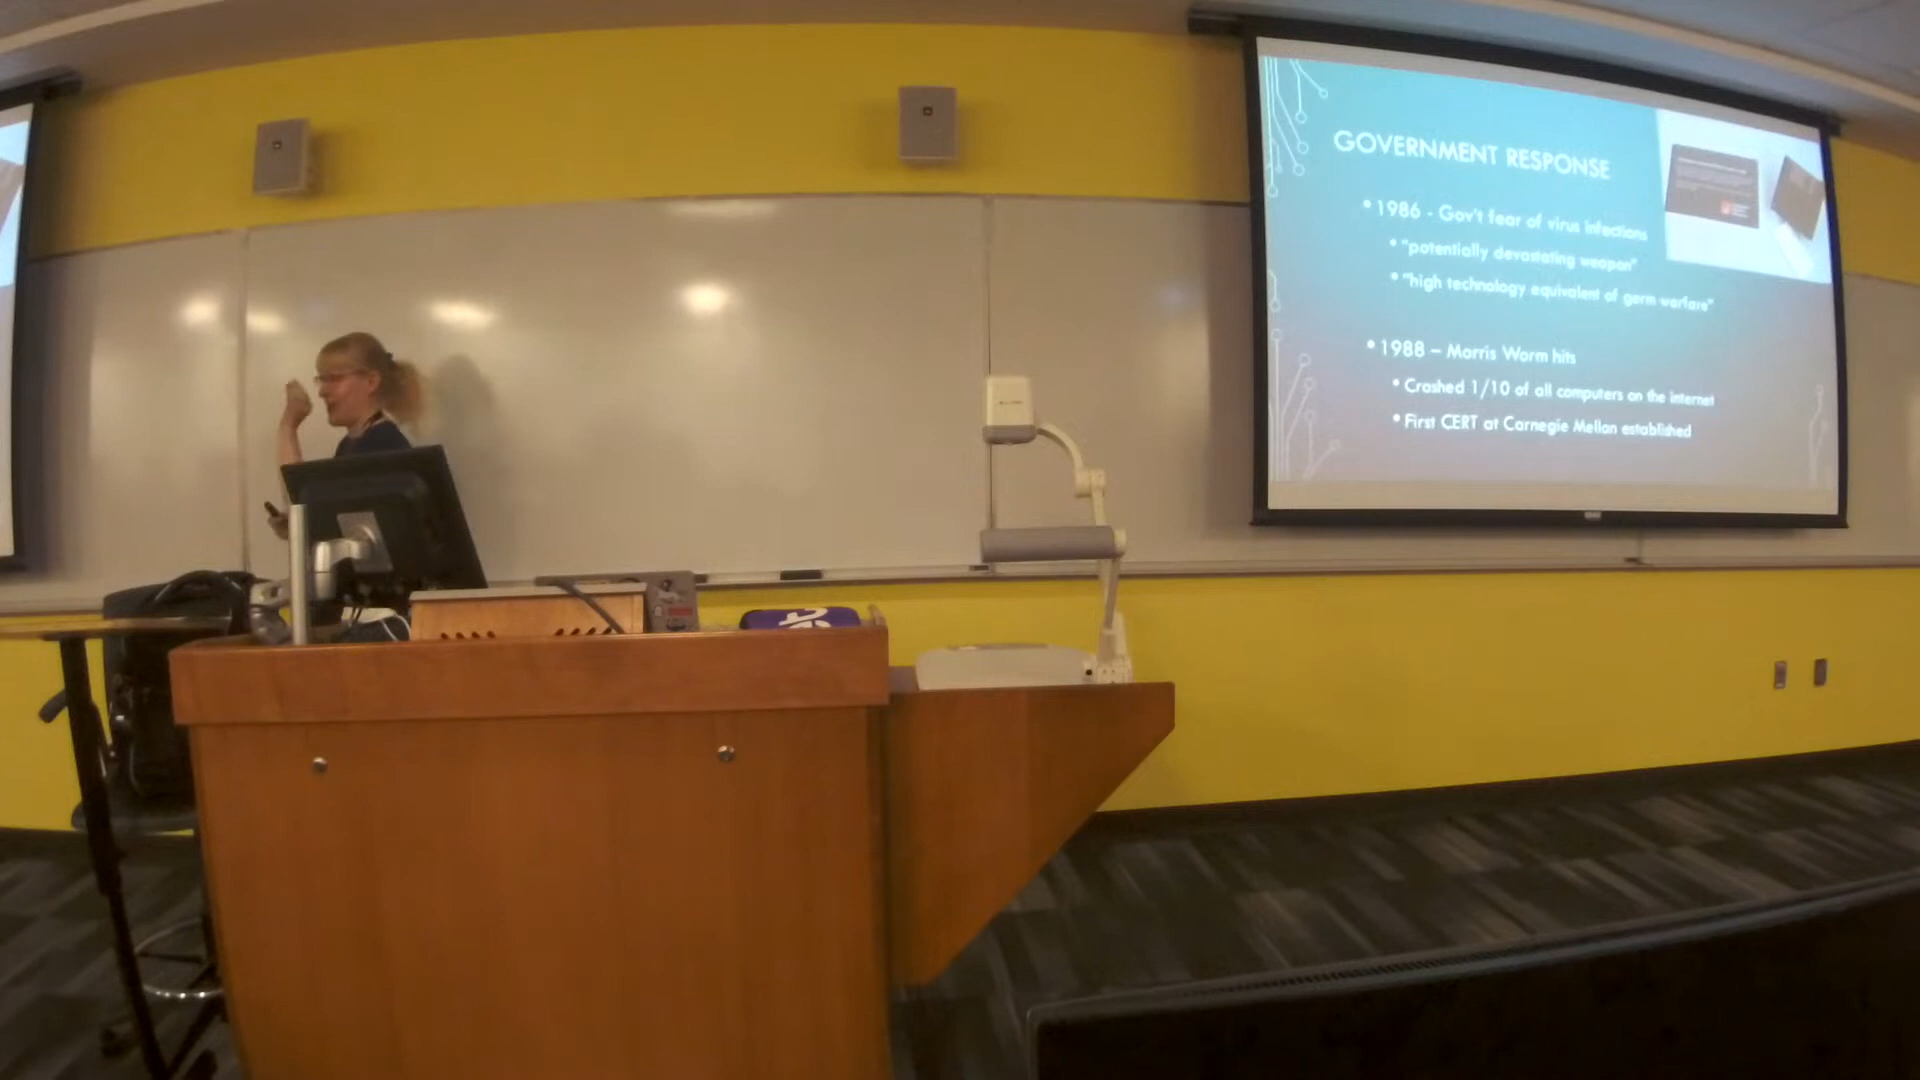 GOVERNMENT RESPONSE
• 1986 - Gov't fear of virus infections
• "potentially devastating weapon"
• "high technology equivalent of germ warfare"
• 1988 – Morris Worm hits
• Crashed 1/10 of all computers on the internet
• First CERT at Carnegie Mellon established